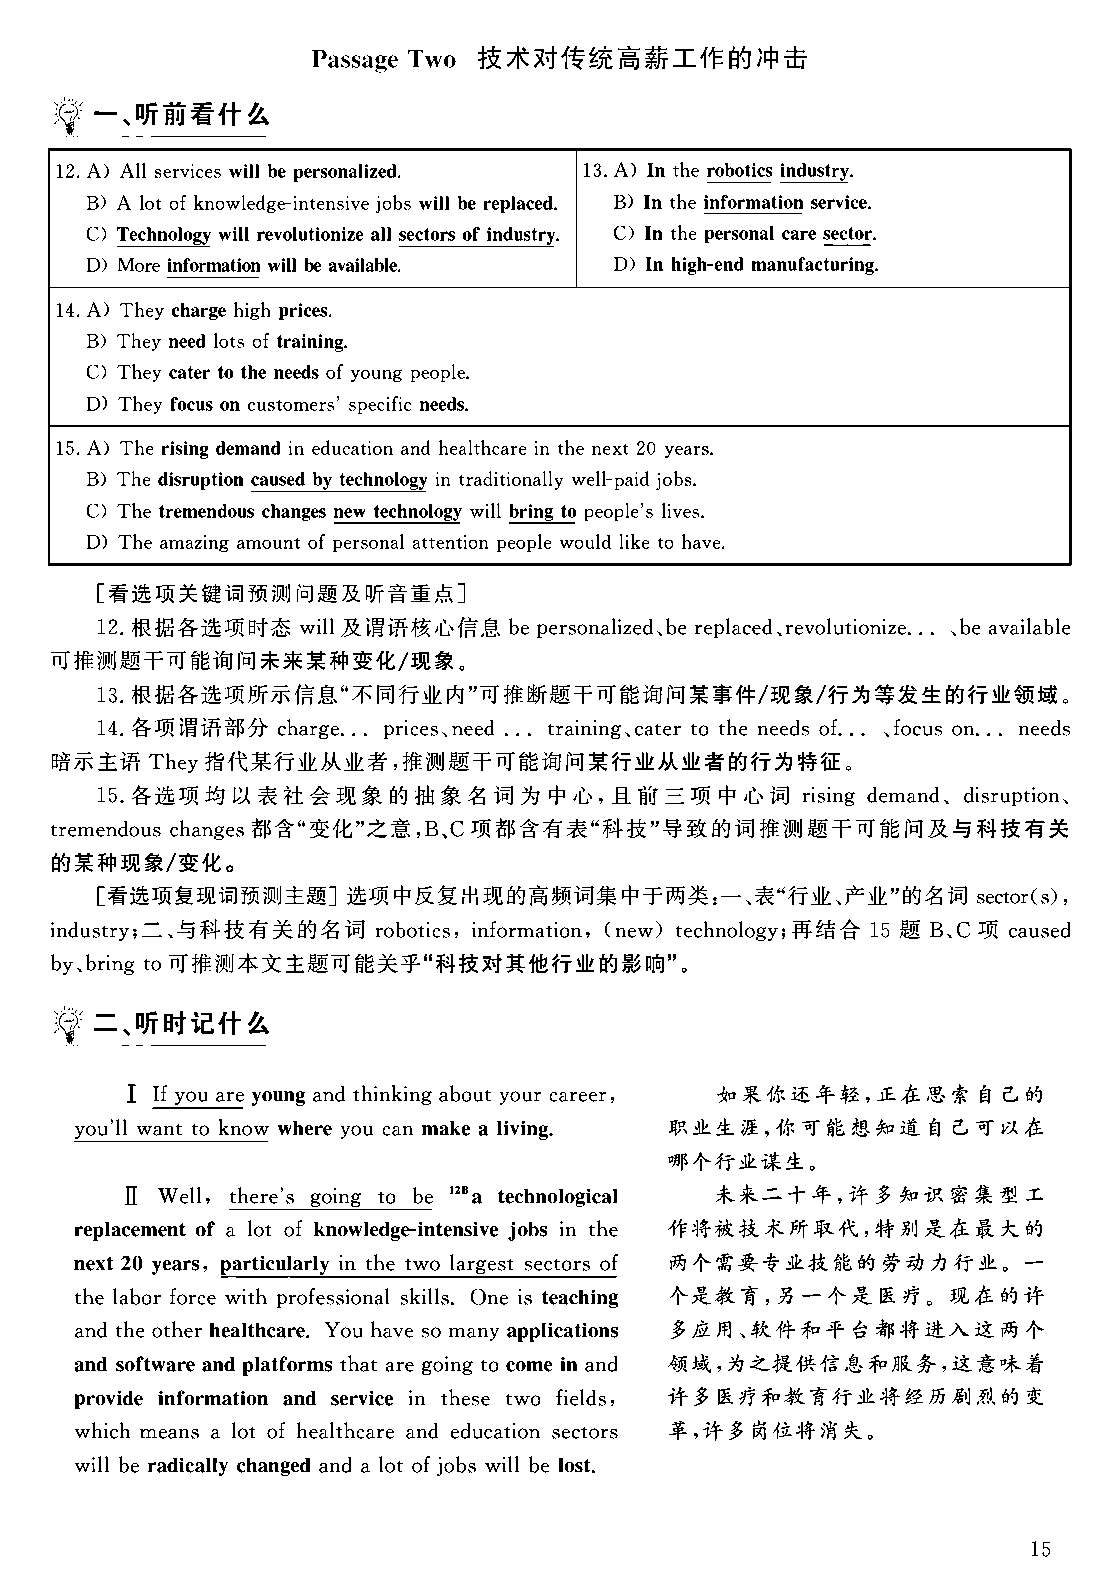 Passage Two 技术对传统高薪工作的冲击
一、听前看什么
12. A) All services will be personalized.
B) A lot of knowledge-intensive jobs will be replaced.
C) Technology will revolutionize all sectors of industry.
D) More information will be available.
13. A) In the robotics industry.
B) In the information service.
C) In the personal care sector.
D) In high-end manufacturing.
14. A) They charge high prices.
B) They need lots of training.
C) They cater to the needs of young people.
D) They focus on customers' specific needs.
15. A) The rising demand in education and healthcare in the next 20 years.
B) The disruption caused by technology in traditionally well-paid jobs.
C) The tremendous changes new technology will bring to people's lives.
D) The amazing amount of personal attention people would like to have.
[看选项关键词预测问题及听音重点]
12. 根据各选项时态 will 及谓语核心信息 be personalized、be replaced、revolutionize... 、be available
可推测题干可能询问未来某种变化/现象。
13. 根据各选项所示信息“不同行业内”可推断题干可能询问某事件/现象/行为等发生的行业领域。
14. 各项谓语部分 charge... prices、need ... training、cater to the needs of... 、focus on... needs
暗示主语 They 指代某行业从业者,推测题干可能询问某行业从业者的行为特征。
15. 各选项均以表社会现象的抽象名词为中心,且前三项中心词 rising demand、disruption、
tremendous changes 都含“变化”之意,B、C 项都含有表“科技”导致的词推测题干可能问及与科技有关
的某种现象/变化。
[看选项复现词预测主题] 选项中反复出现的高频词集中于两类:一、表“行业、产业”的名词 sector(s),
industry;二、与科技有关的名词 robotics, information, (new) technology;再结合 15 题 B、C 项 caused
by、bring to 可推测本文主题可能关乎“科技对其他行业的影响”。
二、听时记什么
Ⅰ If you are young and thinking about your career,
you'll want to know where you can make a living.
Ⅱ Well, there's going to be 12B a technological
replacement of a lot of knowledge-intensive jobs in the
next 20 years, particularly in the two largest sectors of
the labor force with professional skills. One is teaching
and the other healthcare. You have so many applications
and software and platforms that are going to come in and
provide information and service in these two fields,
which means a lot of healthcare and education sectors
will be radically changed and a lot of jobs will be lost.
如果你还年轻,正在思索自己的
职业生涯,你可能想知道自己可以在
哪个行业谋生。
未来二十年,许多知识密集型工
作将被技术所取代,特别是在最大的
两个需要专业技能的劳动力行业。一
个是教育,另一个是医疗。现在的许
多应用、软件和平台都将进入这两个
领域,为之提供信息和服务,这意味着
许多医疗和教育行业将经历剧烈的变
革,许多岗位将消失。
15